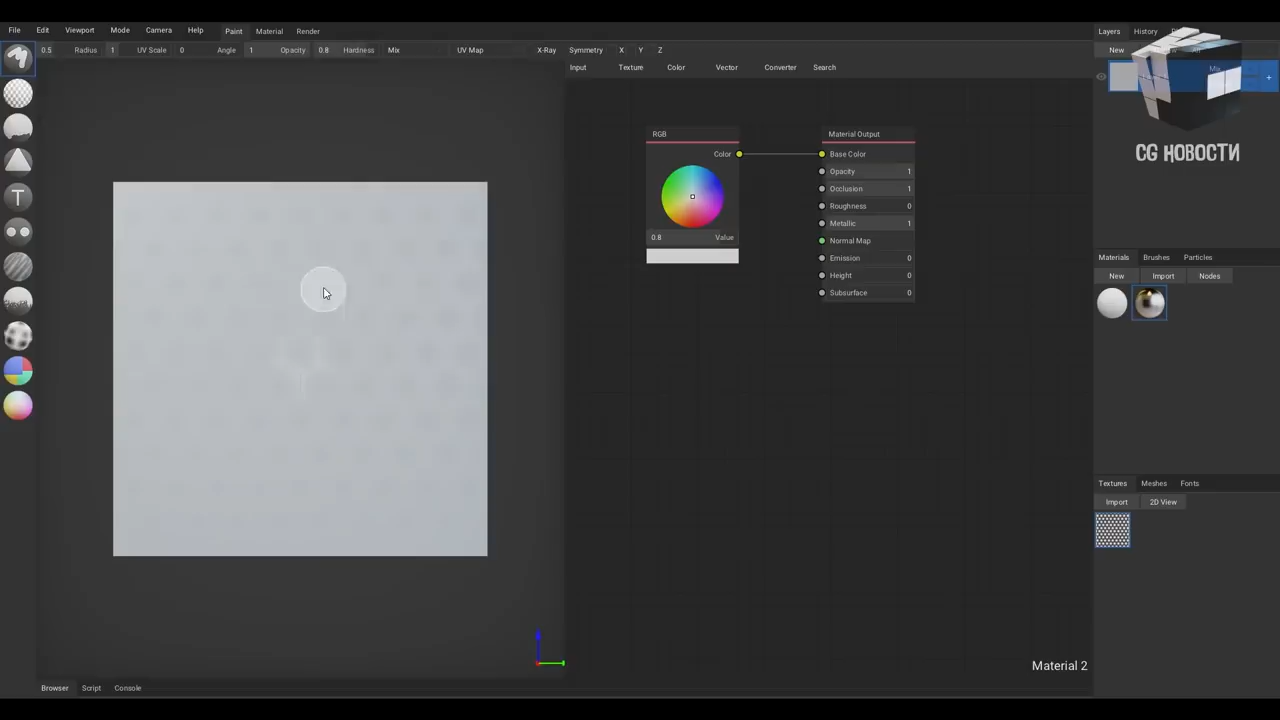 File Edit Viewport Mode Camera Help Paint Material Render
Layers History
0.5 Radius 1 UV Scale 0 Angle 1 Opacity 0.8 Hardness Mix UV Map X-Ray Symmetry X Y Z
New
Input Texture Color Vector Converter Search
Mix
+
CG НОВОСТИ
RGB
Color
0.8 Value
Material Output
Base Color
Opacity 1
Occlusion 1
Roughness 0
Metallic 1
Normal Map
Emission 0
Height 0
Subsurface 0
Materials Brushes Particles
New Import Nodes
T
Textures Meshes Fonts
Import 2D View
Material 2
Browser Script Console